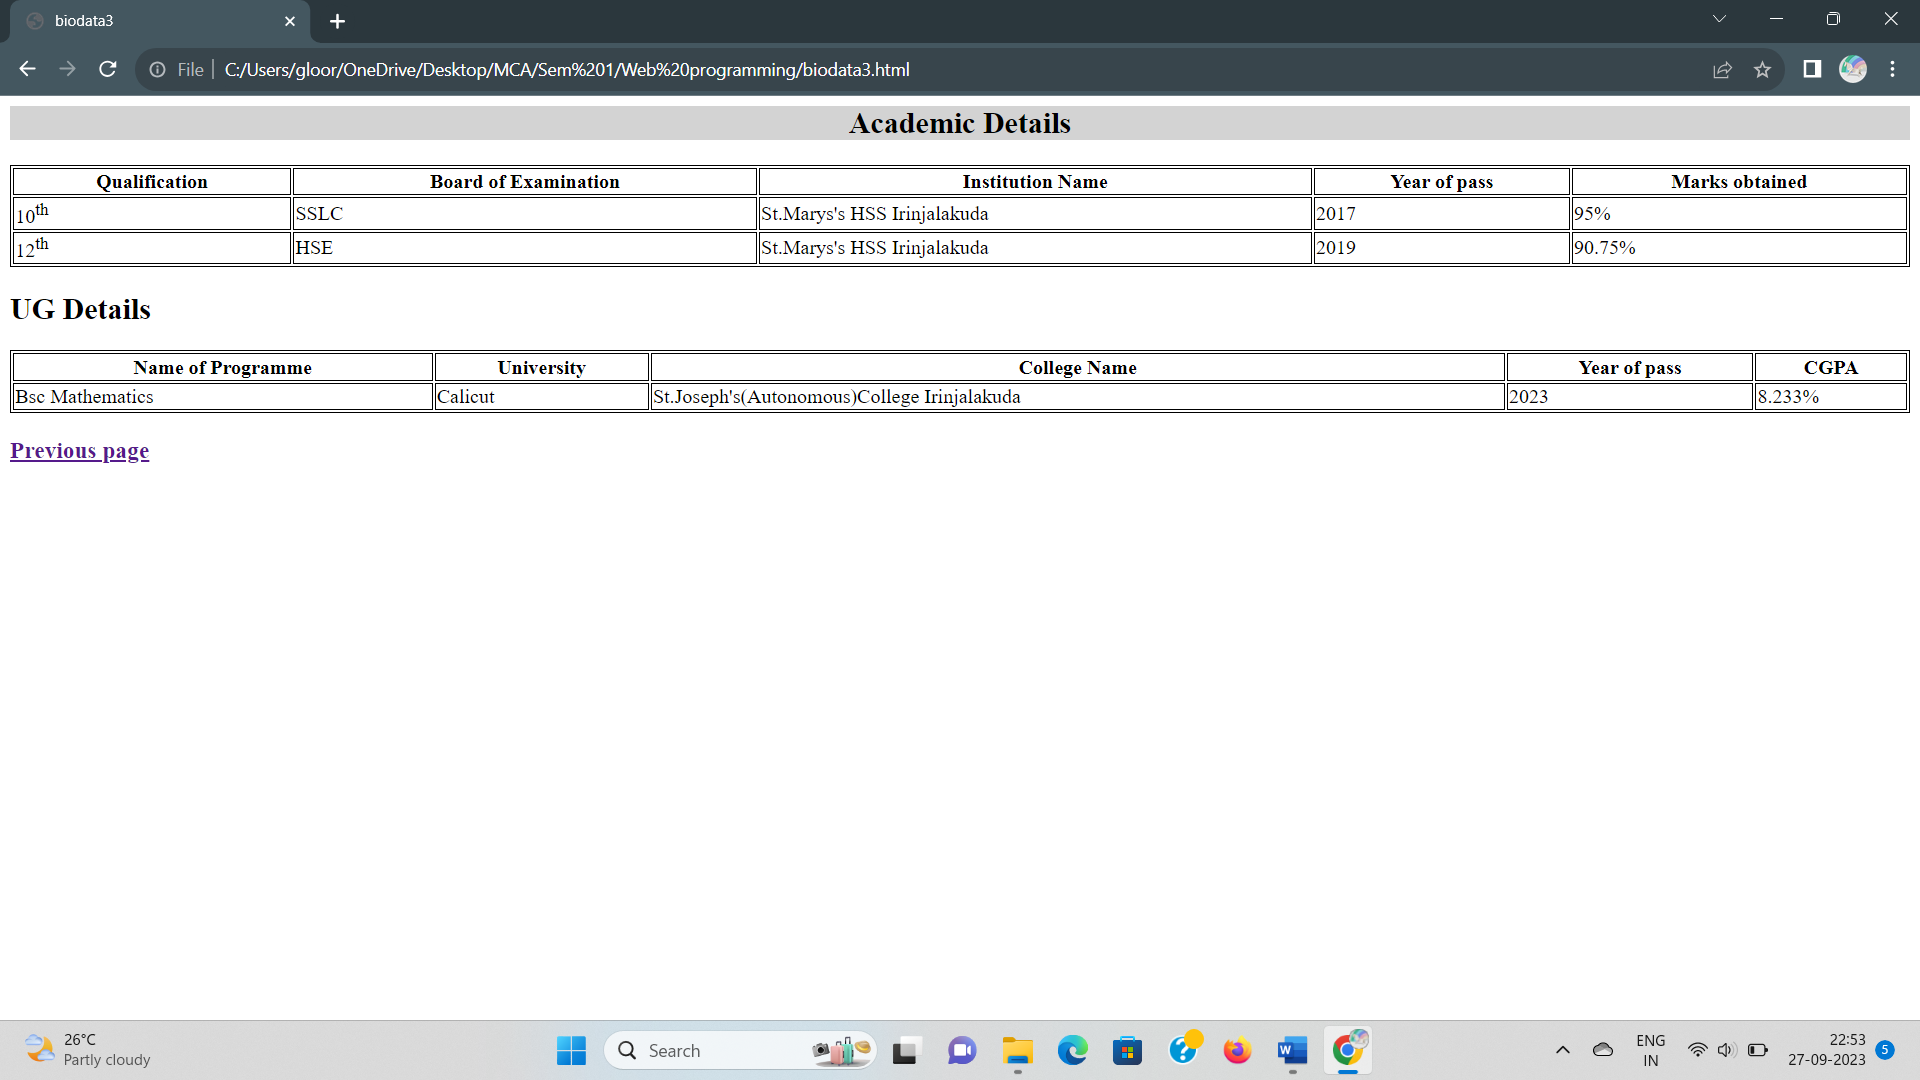 biodata3
File C:/Users/gloor/OneDrive/Desktop/MCA/Sem%201/Web%20programming/biodata3.html
Academic Details
Qualification Board of Examination Institution Name Year of pass Marks obtained
10th SSLC St.Marys's HSS Irinjalakuda 2017 95%
12th HSE St.Marys's HSS Irinjalakuda 2019 90.75%
UG Details
Name of Programme University College Name Year of pass CGPA
Bsc Mathematics Calicut St.Joseph's(Autonomous)College Irinjalakuda 2023 8.233%
Previous page
26°C
Partly cloudy
Search
W
ENG
IN
22:53
27-09-2023
5